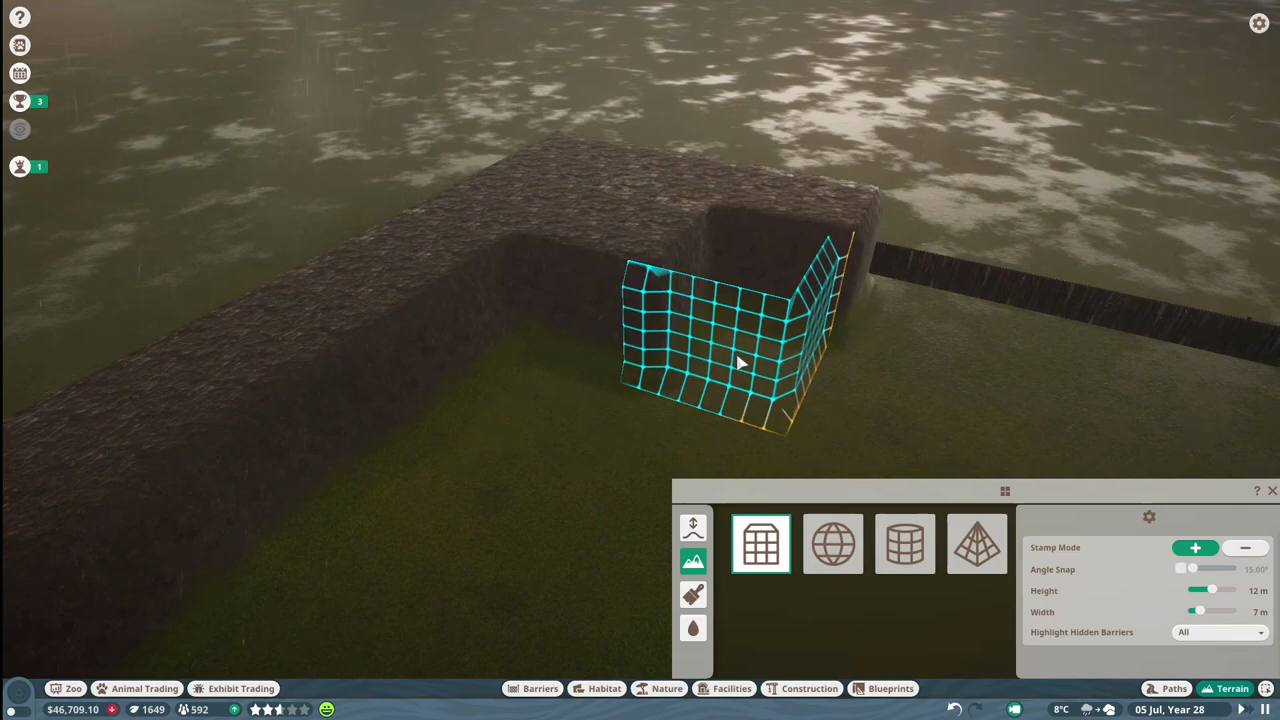 ?
3
1
? ×
Stamp Mode + −
Angle Snap 15.00°
Height 12 m
Width 7 m
Highlight Hidden Barriers All
Zoo Animal Trading Exhibit Trading Barriers Habitat Nature Facilities Construction Blueprints Paths Terrain
$46,709.10 1649 592 8°C 05 Jul, Year 28